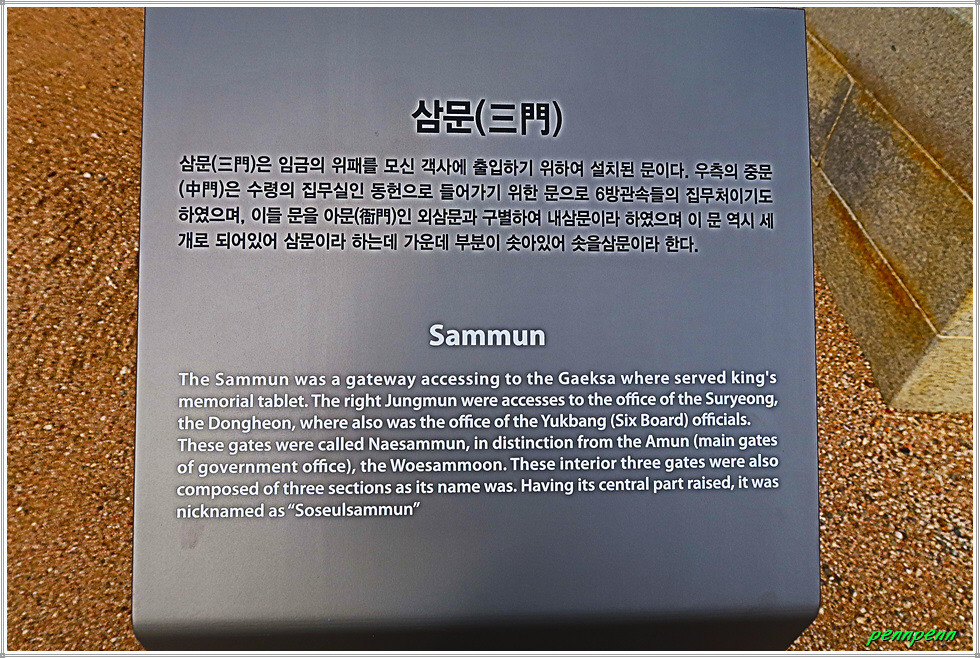 삼문(三門)
삼문(三門)은 임금의 위패를 모신 객사에 출입하기 위하여 설치된 문이다. 우측의 중문
(中門)은 수령의 집무실인 동헌으로 들어가기 위한 문으로 6방관속들의 집무처이기도
하였으며, 이들 문을 아문(衙門)인 외삼문과 구별하여 내삼문이라 하였으며 이 문 역시 세
개로 되어있어 삼문이라 하는데 가운데 부분이 솟아있어 솟을삼문이라 한다.
Sammun
The Sammun was a gateway accessing to the Gaeksa where served king's
memorial tablet. The right Jungmun were accesses to the office of the Suryeong,
the Dongheon, where also was the office of the Yukbang (Six Board) officials.
These gates were called Naesammun, in distinction from the Amun (main gates
of government office), the Woesammoon. These interior three gates were also
composed of three sections as its name was. Having its central part raised, it was
nicknamed as “Soseulsammun”
pennpenn